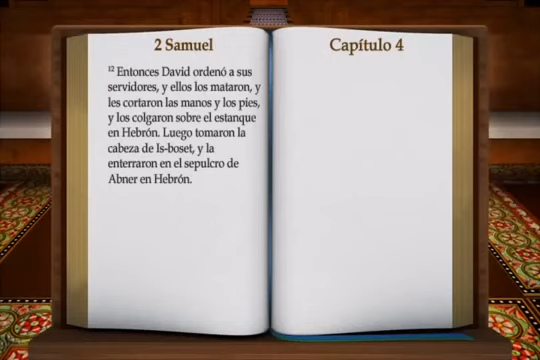 2 Samuel
¹² Entonces David ordenó a sus
servidores, y ellos los mataron, y
les cortaron las manos y los pies,
y los colgaron sobre el estanque
en Hebrón. Luego tomaron la
cabeza de Is-boset, y la
enterraron en el sepulcro de
Abner en Hebrón.
Capítulo 4